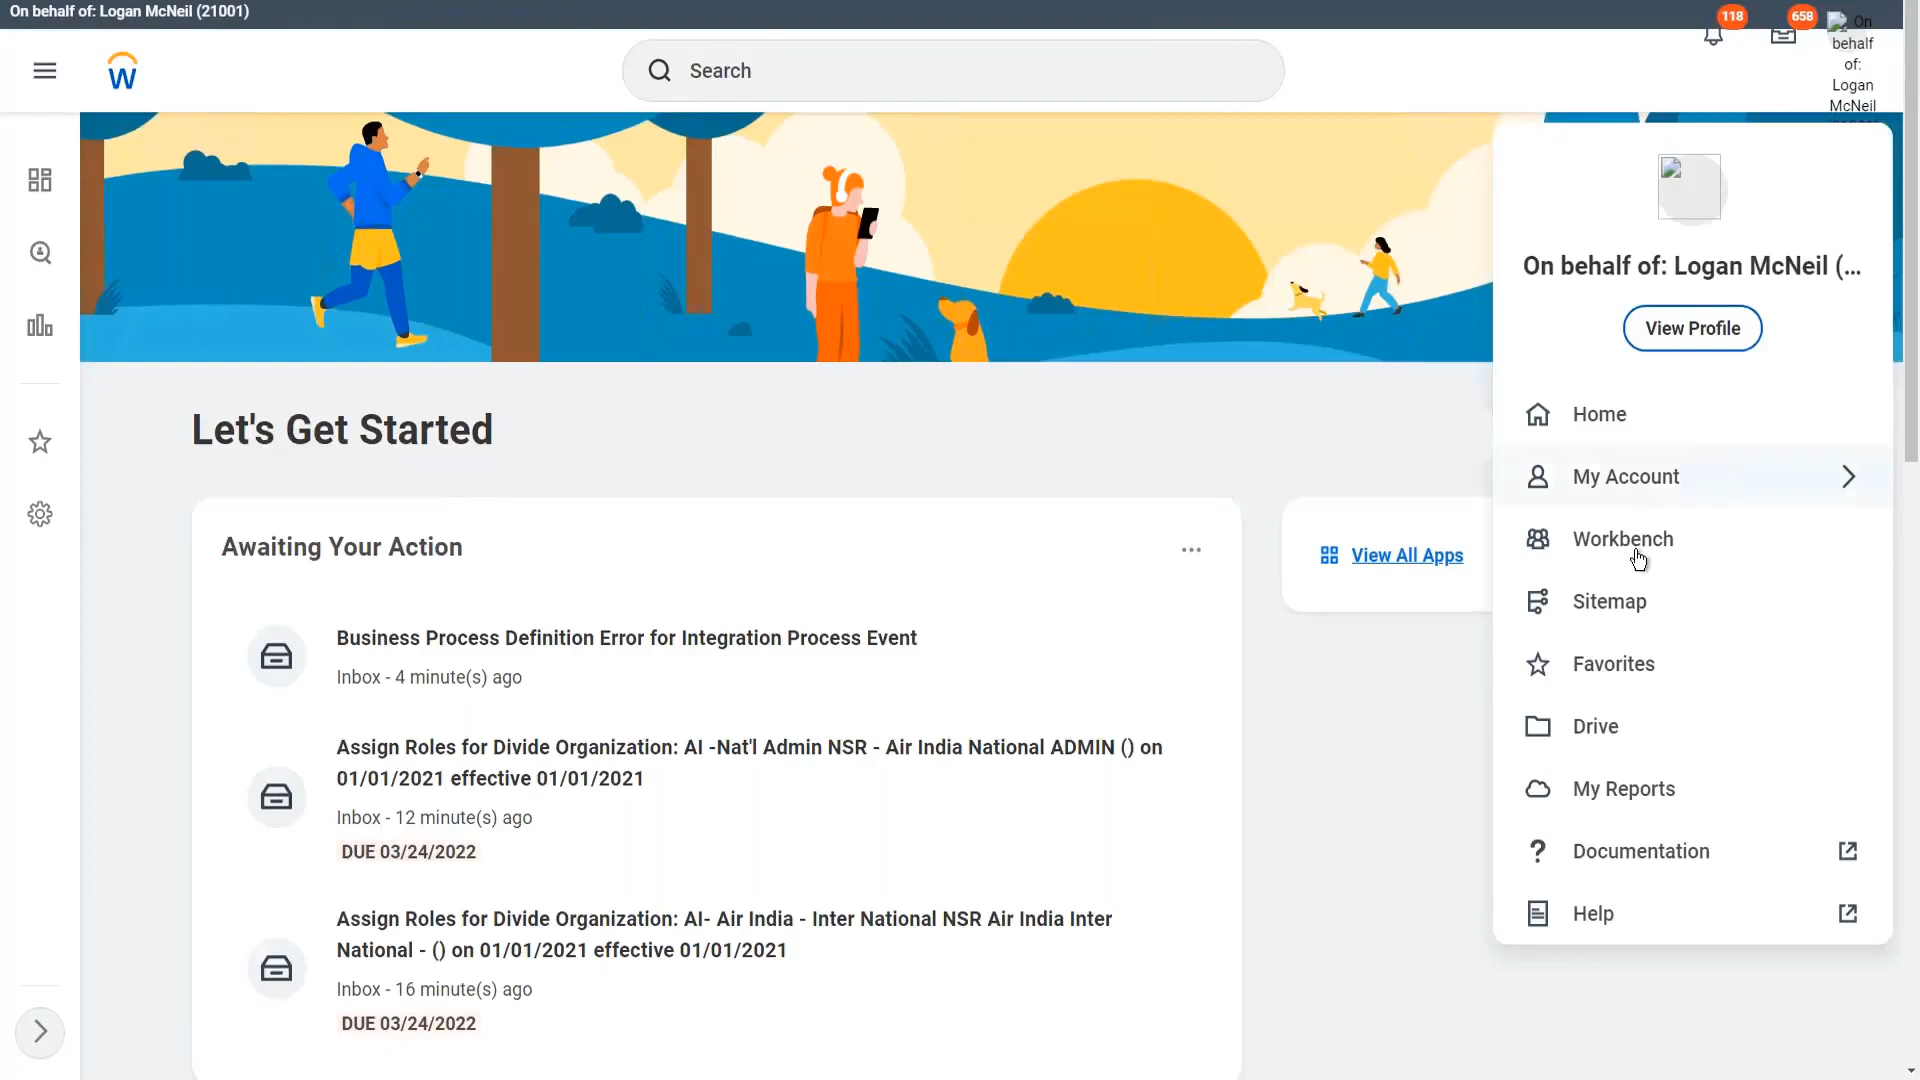 On behalf of: Logan McNeil (21001)
118
658
On
behalf
of:
Logan
McNeil
W
Search
On behalf of: Logan McNeil (...
View Profile
Home
My Account
Workbench
Sitemap
Favorites
Drive
My Reports
Documentation
Help
Let's Get Started
Awaiting Your Action
View All Apps
Business Process Definition Error for Integration Process Event
Inbox - 4 minute(s) ago
Assign Roles for Divide Organization: AI -Nat'l Admin NSR - Air India National ADMIN () on
01/01/2021 effective 01/01/2021
Inbox - 12 minute(s) ago
DUE 03/24/2022
Assign Roles for Divide Organization: AI- Air India - Inter National NSR Air India Inter
National - () on 01/01/2021 effective 01/01/2021
Inbox - 16 minute(s) ago
DUE 03/24/2022